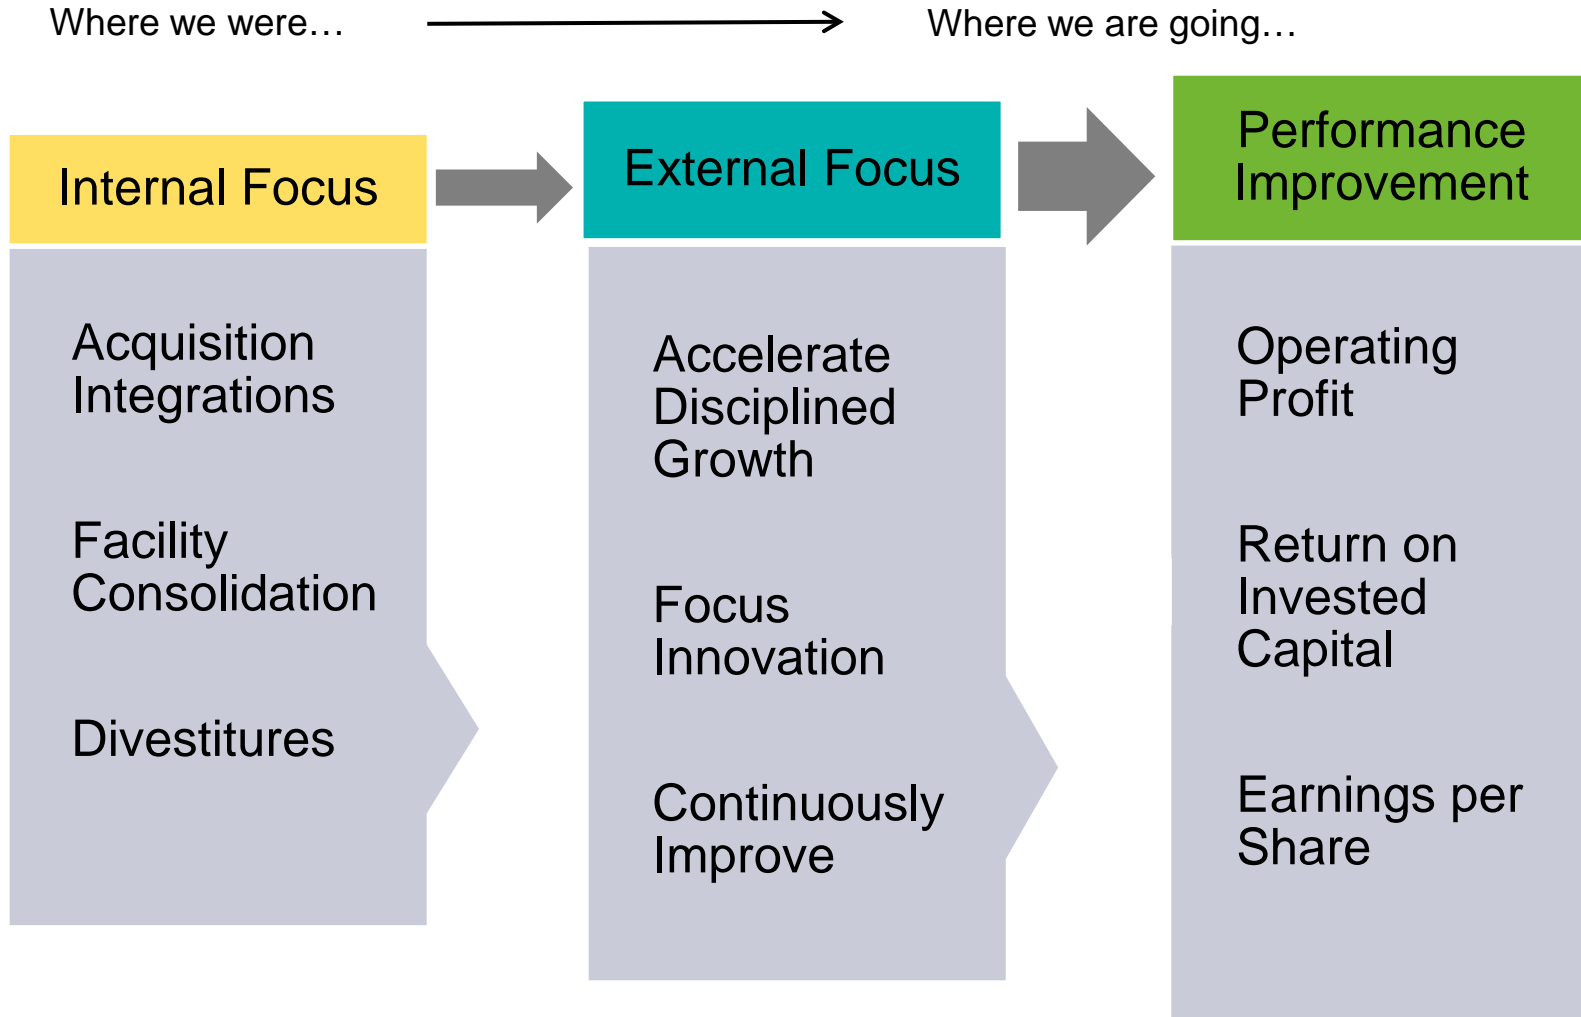 Where we were…
Where we are going…
Internal Focus
Acquisition
Integrations
Facility
Consolidation
Divestitures
External Focus
Accelerate
Disciplined
Growth
Focus
Innovation
Continuously
Improve
Performance
Improvement
Operating
Profit
Return on
Invested
Capital
Earnings per
Share